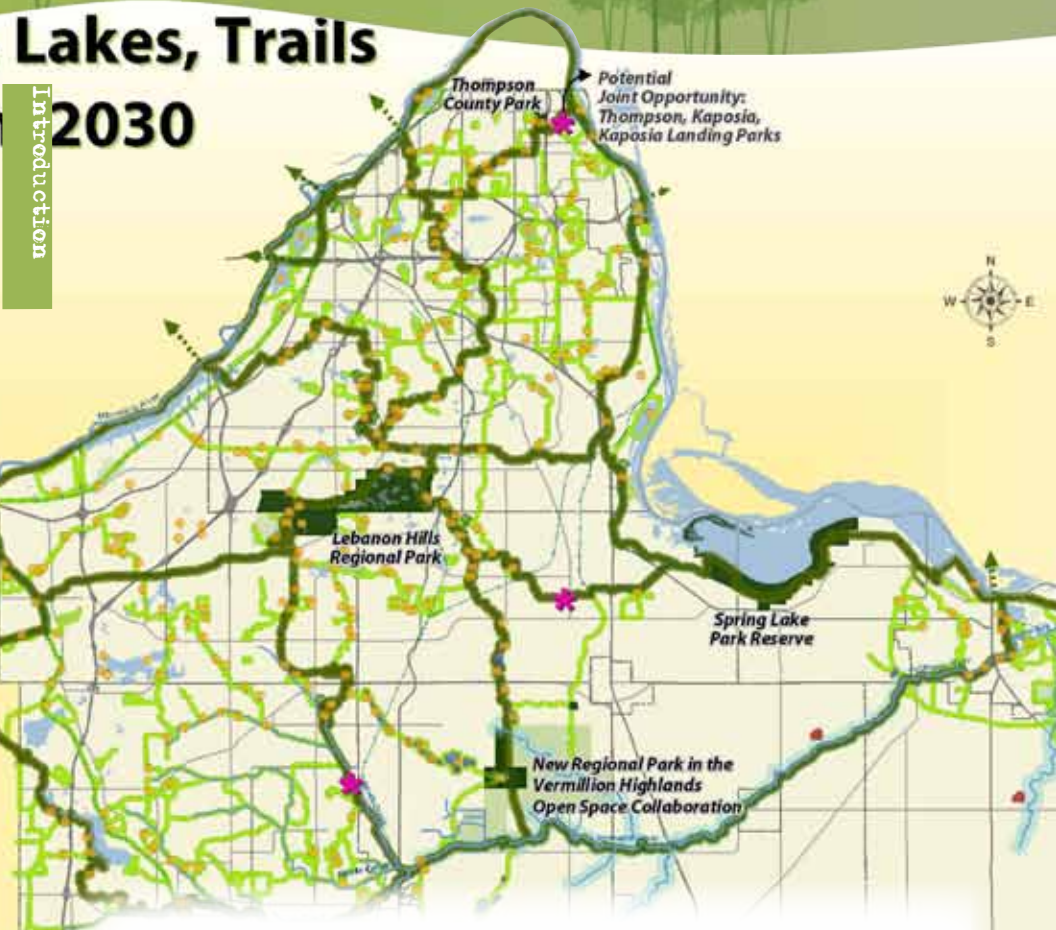 Lakes, Trails
2030
Introduction
Thompson
County Park
Potential
Joint Opportunity:
Thompson, Kaposia,
Kaposia Landing Parks
N
W
E
S
Lebanon Hills
Regional Park
Spring Lake
Park Reserve
New Regional Park in the
Vermillion Highlands
Open Space Collaboration